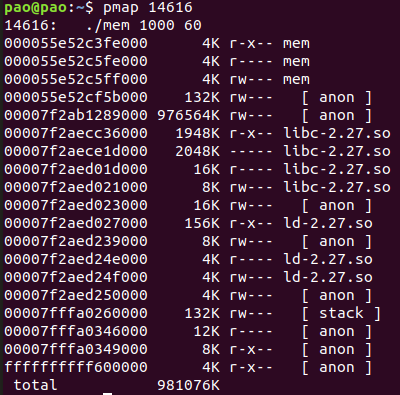 pao@pao:~$ pmap 14616
14616:   ./mem 1000 60
000055e52c3fe000      4K r-x-- mem
000055e52c5fe000      4K r---- mem
000055e52c5ff000      4K rw--- mem
000055e52cf5b000    132K rw---   [ anon ]
00007f2ab1289000 976564K rw---   [ anon ]
00007f2aecc36000   1948K r-x-- libc-2.27.so
00007f2aece1d000   2048K ----- libc-2.27.so
00007f2aed01d000     16K r---- libc-2.27.so
00007f2aed021000      8K rw--- libc-2.27.so
00007f2aed023000     16K rw---   [ anon ]
00007f2aed027000    156K r-x-- ld-2.27.so
00007f2aed239000      8K rw---   [ anon ]
00007f2aed24e000      4K r---- ld-2.27.so
00007f2aed24f000      4K rw--- ld-2.27.so
00007f2aed250000      4K rw---   [ anon ]
00007fffa0260000    132K rw---   [ stack ]
00007fffa0346000     12K r----   [ anon ]
00007fffa0349000      8K r-x--   [ anon ]
ffffffffff600000      4K r-x--   [ anon ]
 total           981076K